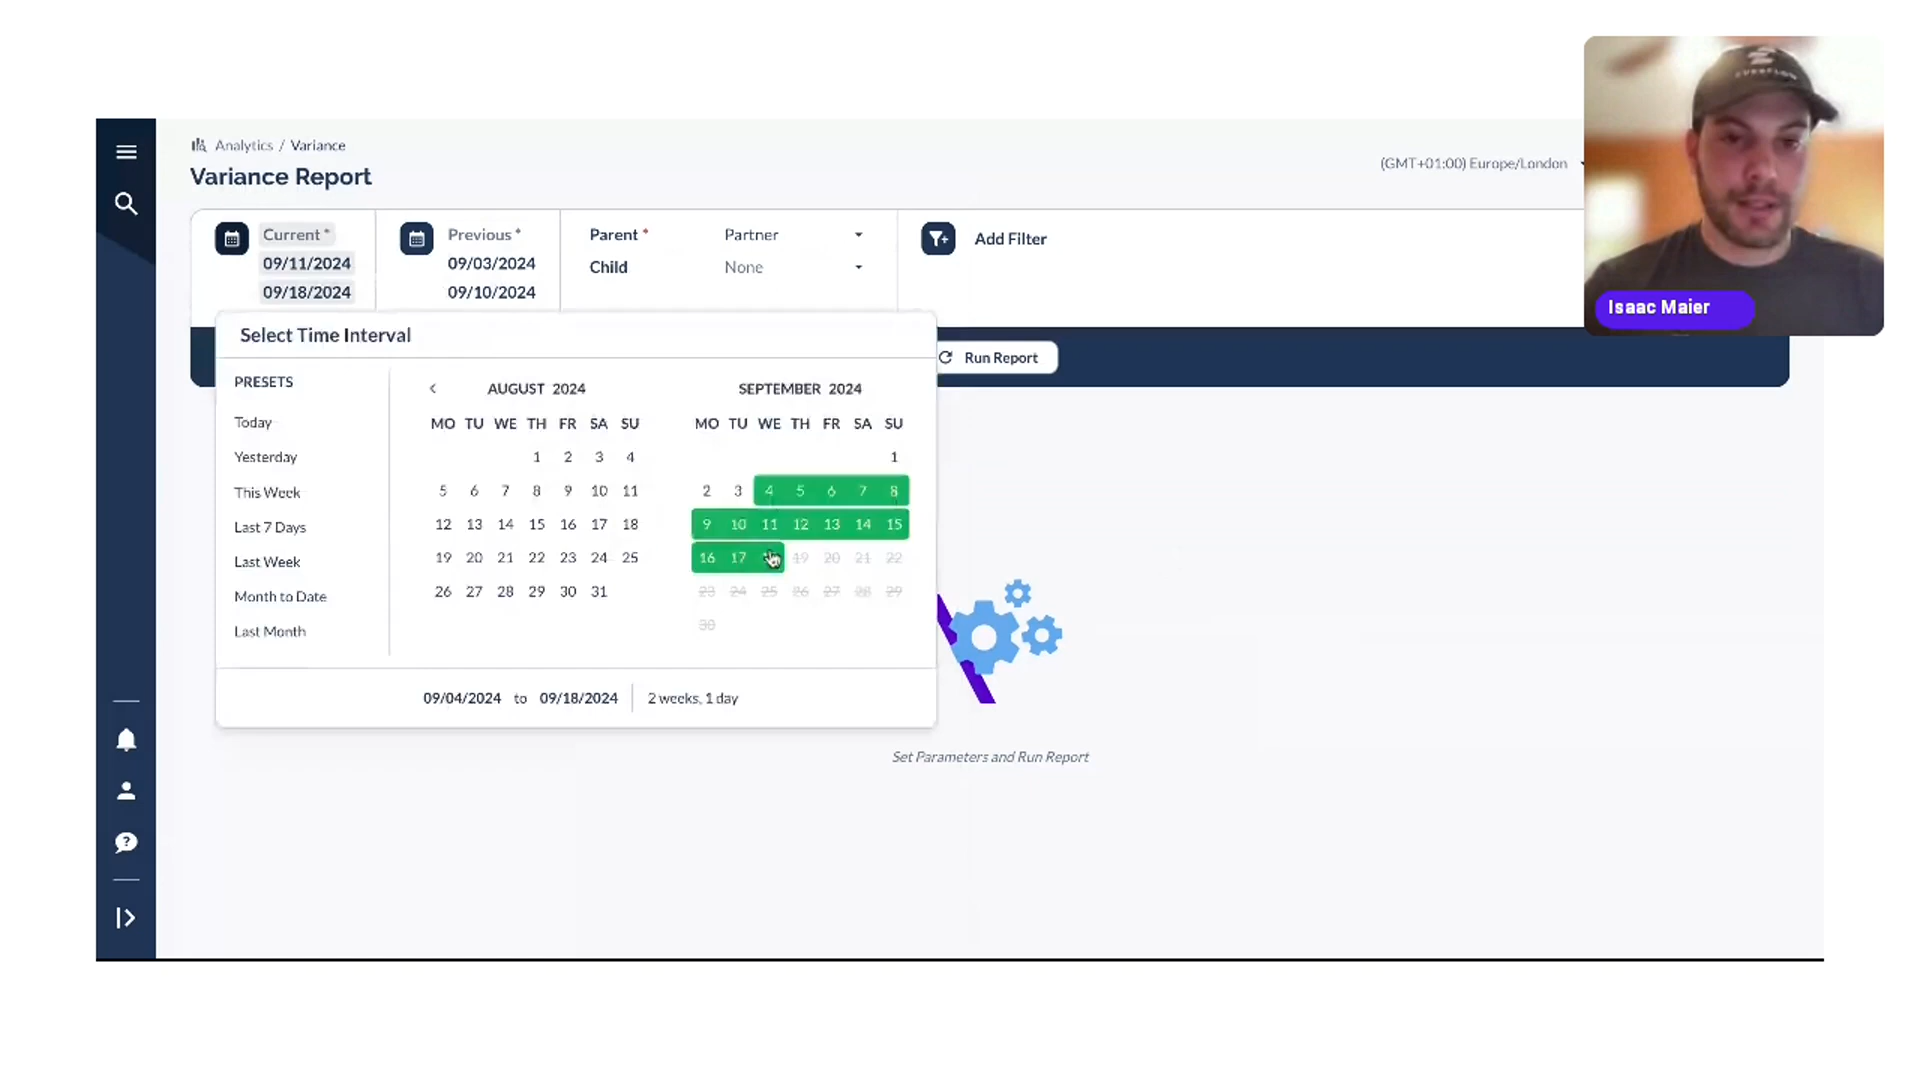 Analytics / Variance
Variance Report
(GMT+01:00) Europe/London
Isaac Maier
Current *
09/11/2024
09/18/2024
Previous *
09/03/2024
09/10/2024
Parent * Partner
Child None
Add Filter
Run Report
Select Time Interval
PRESETS
Today
Yesterday
This Week
Last 7 Days
Last Week
Month to Date
Last Month
AUGUST 2024
MO TU WE TH FR SA SU
1 2 3 4
5 6 7 8 9 10 11
12 13 14 15 16 17 18
19 20 21 22 23 24 25
26 27 28 29 30 31
SEPTEMBER 2024
MO TU WE TH FR SA SU
1
2 3 4 5 6 7 8
9 10 11 12 13 14 15
16 17 19 20 21 22
23 24 25 26 27 28 29
30
09/04/2024 to 09/18/2024 2 weeks, 1 day
Set Parameters and Run Report